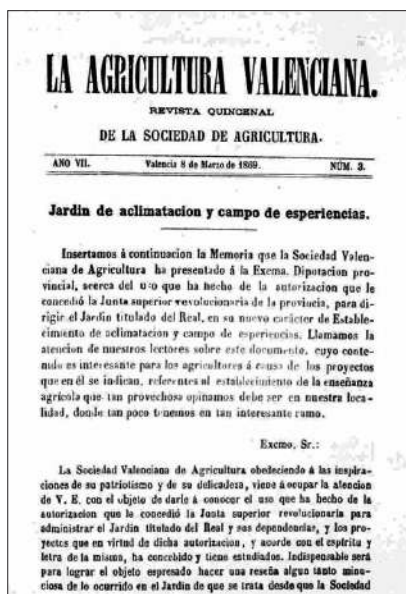 LA AGRICULTURA VALENCIANA.
REVISTA QUINCENAL
DE LA SOCIEDAD DE AGRICULTURA.
AÑO VII. Valencia 8 de Marzo de 1869. NÚM. 3.
Jardin de aclimatacion y campo de esperiencias.
Insertamos á continuacion la Memoria que la Sociedad Valen-
ciana de Agricultura ha presentado á la Excma. Diputacion pro-
vincial, acerca del uso que ha hecho de la autorizacion que le
concedió la Junta superior revolucionaria de la provincia, para di-
rigir el Jardin titulado del Real, en su nuevo carácter de Estable-
cimiento de aclimatacion y campo de esperiencias. Llamamos la
atencion de nuestros lectores sobre este documento, cuyo conte-
nido es interesante para los agricultores á causa de los proyectos
que en él se indican, referentes al establecimiento de la enseñanza
agrícola que tan provechosa opinamos debe ser en nuestra loca-
lidad, donde tan poco tenemos en tan interesante ramo.
Excmo. Sr.:
La Sociedad Valenciana de Agricultura obedeciendo á las inspira-
ciones de su patriotismo y de su delicadeza, viene á ocupar la atencion
de V. E. con el objeto de darle á conocer el uso que ha hecho de la
autorizacion que le concedió la Junta superior revolucionaria para
administrar el Jardin titulado del Real y sus dependencias, y los pro-
yectos que en virtud de dicha autorizacion, y acorde con el espíritu y
letra de la misma, ha concebido y tiene estudiados. Indispensable será
para lograr el objeto espresado hacer una reseña algun tanto minu-
ciosa de lo ocurrido en el Jardin de que se trata desde que la Sociedad